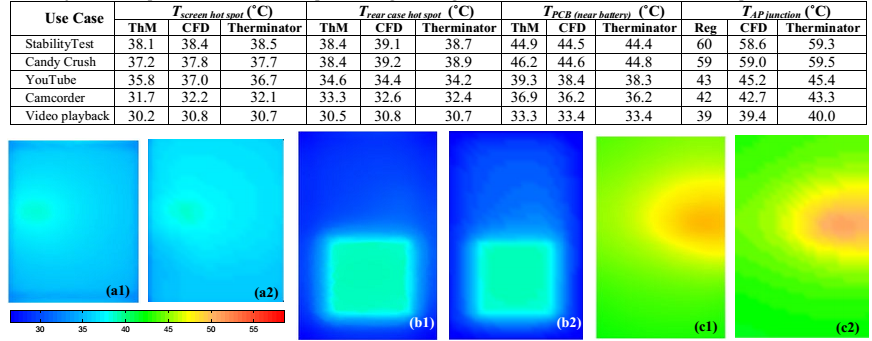 Use Case T screen hot spot (˚C) T rear case hot spot (˚C) T PCB (near battery) (˚C) T AP junction (˚C)
ThM CFD Therminator ThM CFD Therminator ThM CFD Therminator Reg CFD Therminator
StabilityTest 38.1 38.4 38.5 38.4 39.1 38.7 44.9 44.5 44.4 60 58.6 59.3
Candy Crush 37.2 37.8 37.7 38.4 39.2 38.9 46.2 44.6 44.8 59 59.0 59.5
YouTube 35.8 37.0 36.7 34.6 34.4 34.2 39.3 38.4 38.3 43 45.2 45.4
Camcorder 31.7 32.2 32.1 33.3 32.6 32.4 36.9 36.2 36.2 42 42.7 43.3
Video playback 30.2 30.8 30.7 30.5 30.8 30.7 33.3 33.4 33.4 39 39.4 40.0
(a1) (a2) (b1) (b2) (c1) (c2)
30 35 40 45 50 55